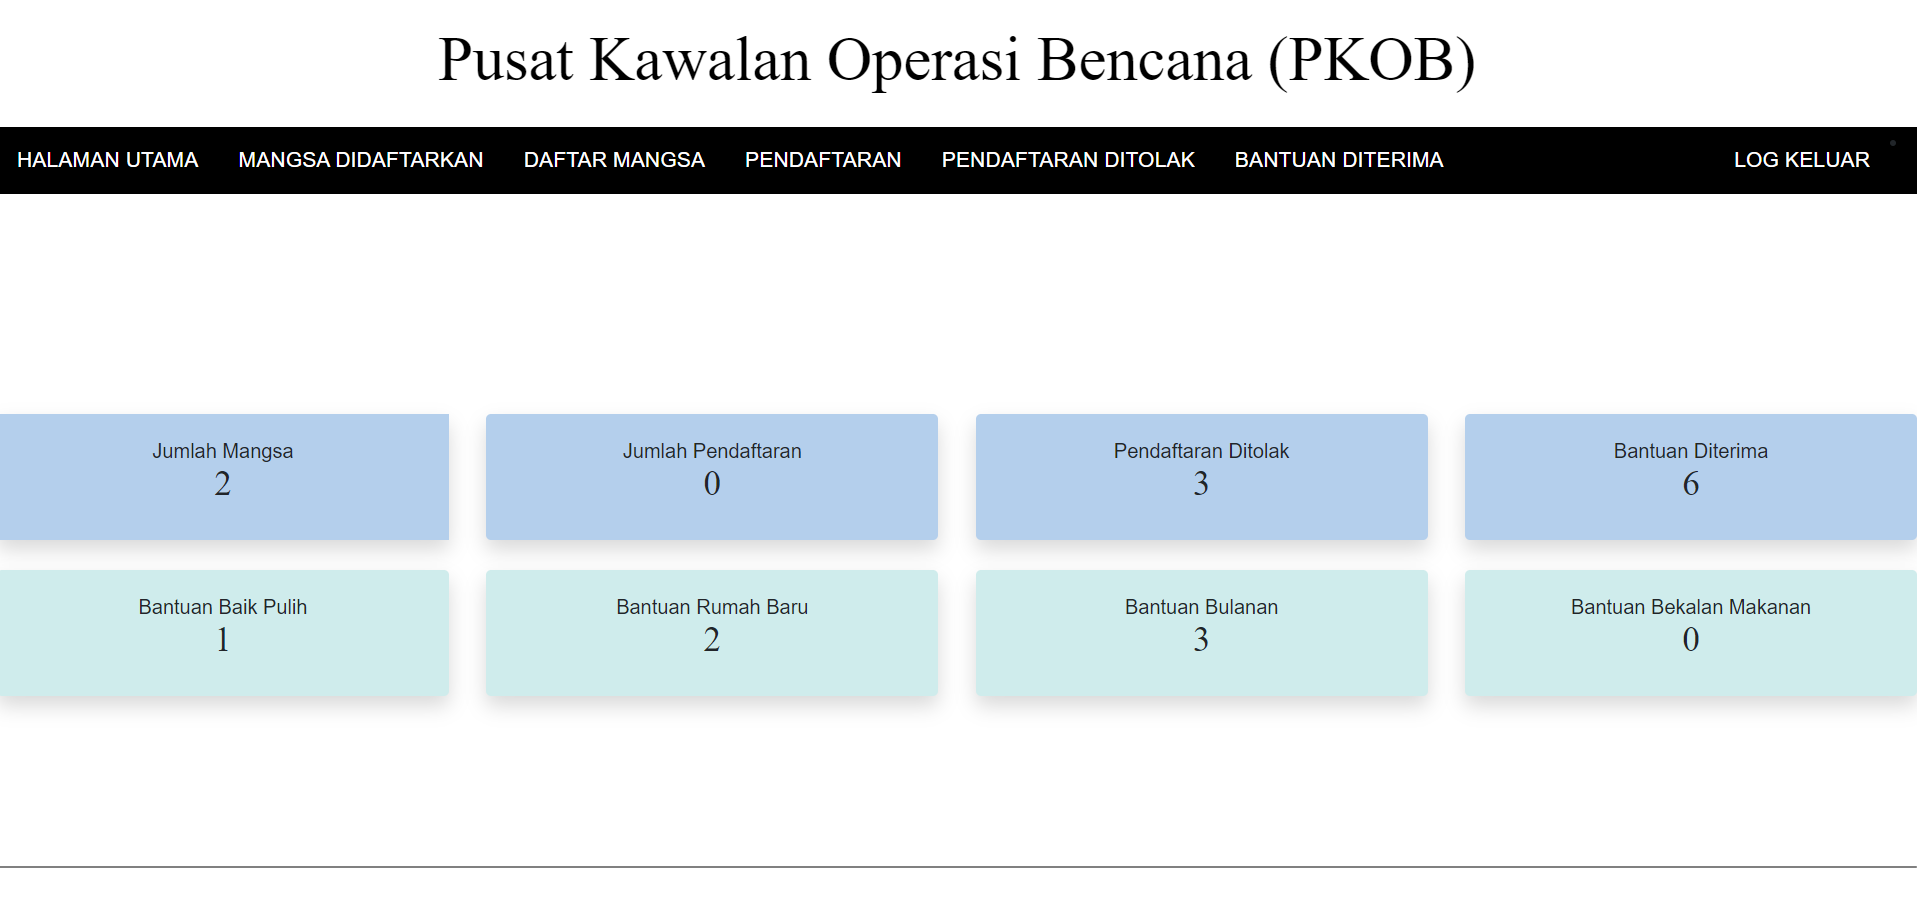 Pusat Kawalan Operasi Bencana (PKOB)
HALAMAN UTAMA MANGSA DIDAFTARKAN DAFTAR MANGSA PENDAFTARAN PENDAFTARAN DITOLAK BANTUAN DITERIMA LOG KELUAR
Jumlah Mangsa
2
Jumlah Pendaftaran
0
Pendaftaran Ditolak
3
Bantuan Diterima
6
Bantuan Baik Pulih
1
Bantuan Rumah Baru
2
Bantuan Bulanan
3
Bantuan Bekalan Makanan
0